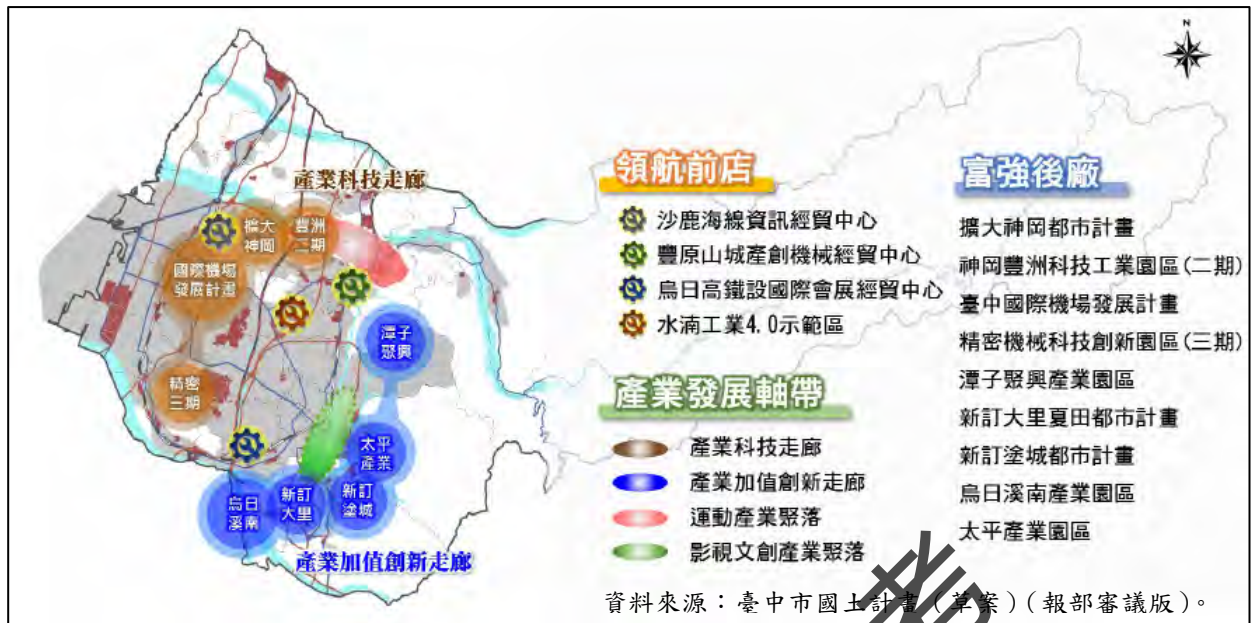 N
產業科技走廊
擴大
神岡
豐洲
二期
國際機場
發展計畫
潭子
聚興
精密
三期
太平
產業
烏日
溪南
新訂
大里
新訂
塗城
產業加值創新走廊
領航前店
沙鹿海線資訊經貿中心
豐原山城產創機械經貿中心
烏日高鐵設國際會展經貿中心
水湳工業4.0示範區
產業發展軸帶
產業科技走廊
產業加值創新走廊
運動產業聚落
影視文創產業聚落
富強後廠
擴大神岡都市計畫
神岡豐洲科技工業園區(二期)
臺中國際機場發展計畫
精密機械科技創新園區(三期)
潭子聚興產業園區
新訂大里夏田都市計畫
新訂塗城都市計畫
烏日溪南產業園區
太平產業園區
資料來源：臺中市國土計畫（草案）(報部審議版)。